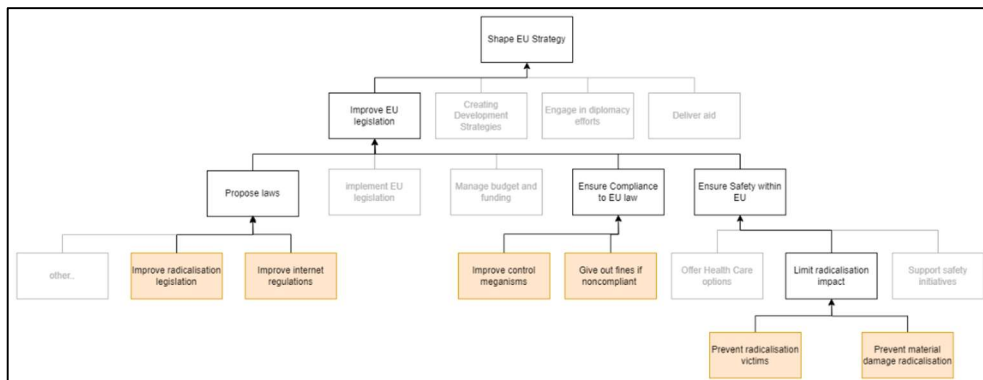 Shape EU Strategy
Improve EU
legislation
Creating
Development
Strategies
Engage in diplomacy
efforts
Deliver aid
Propose laws
implement EU
legislation
Manage budget and
funding
Ensure Compliance
to EU law
Ensure Safety within
EU
other..
Improve radicalisation
legislation
Improve internet
regulations
Improve control
meganisms
Give out fines if
noncompliant
Offer Health Care
options
Limit radicalisation
impact
Support safety
initiatives
Prevent radicalisation
victims
Prevent material
damage radicalisation